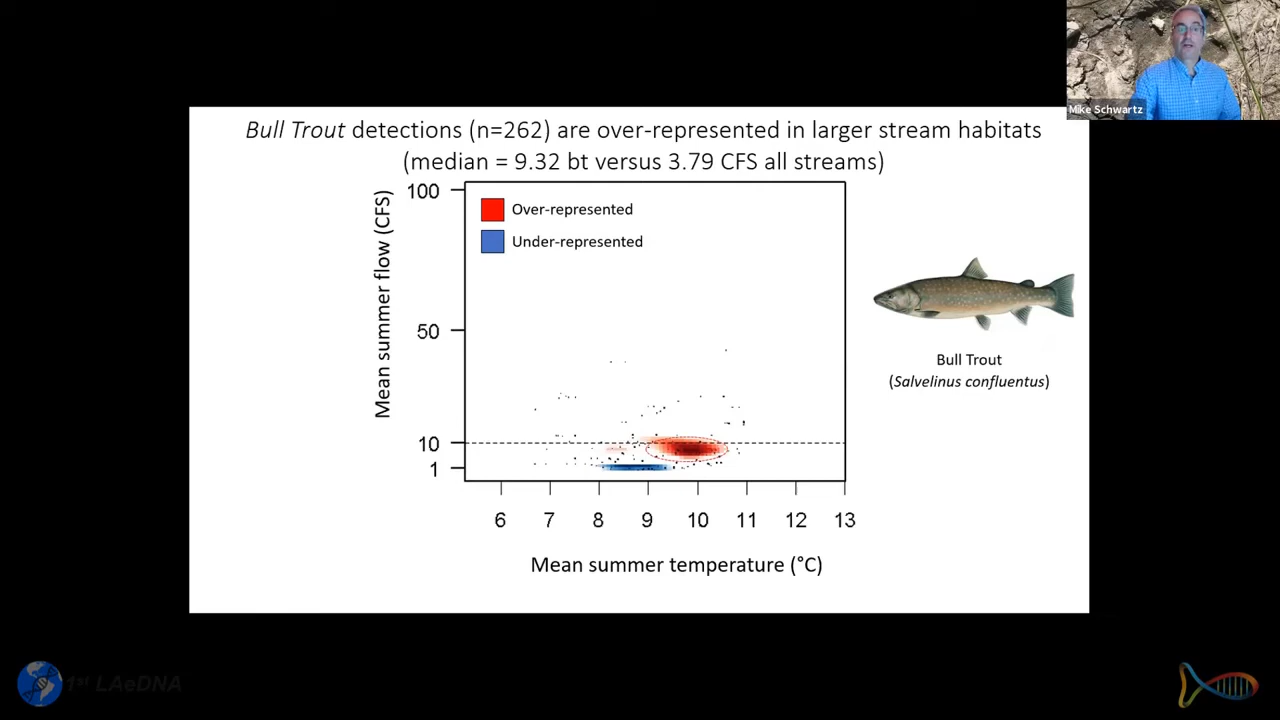 Mike Schwartz
Bull Trout detections (n=262) are over-represented in larger stream habitats
(median = 9.32 bt versus 3.79 CFS all streams)
Mean summer flow (CFS)
100
50
10
1
Over-represented
Under-represented
6 7 8 9 10 11 12 13
Mean summer temperature (°C)
Bull Trout
(Salvelinus confluentus)
1st LAeDNA